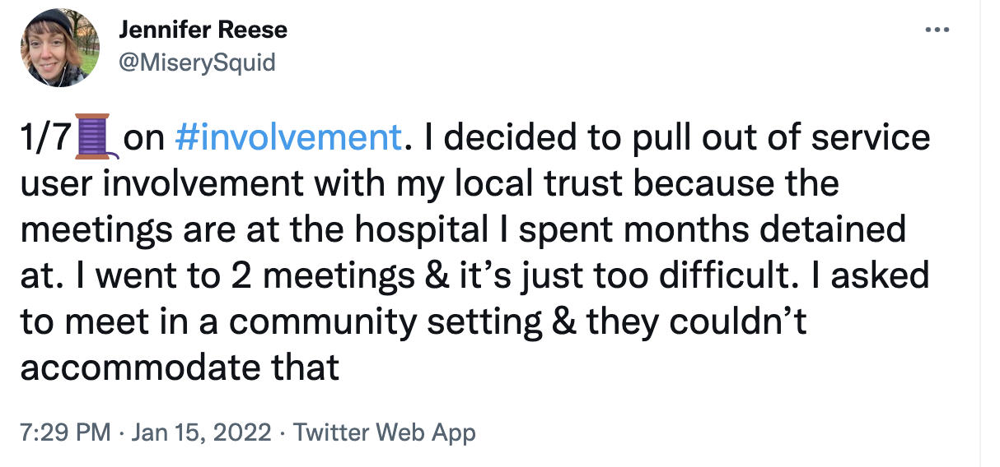 Jennifer Reese
@MiserySquid
1/7🧵 on #involvement. I decided to pull out of service
user involvement with my local trust because the
meetings are at the hospital I spent months detained
at. I went to 2 meetings & it’s just too difficult. I asked
to meet in a community setting & they couldn’t
accommodate that
7:29 PM · Jan 15, 2022 · Twitter Web App